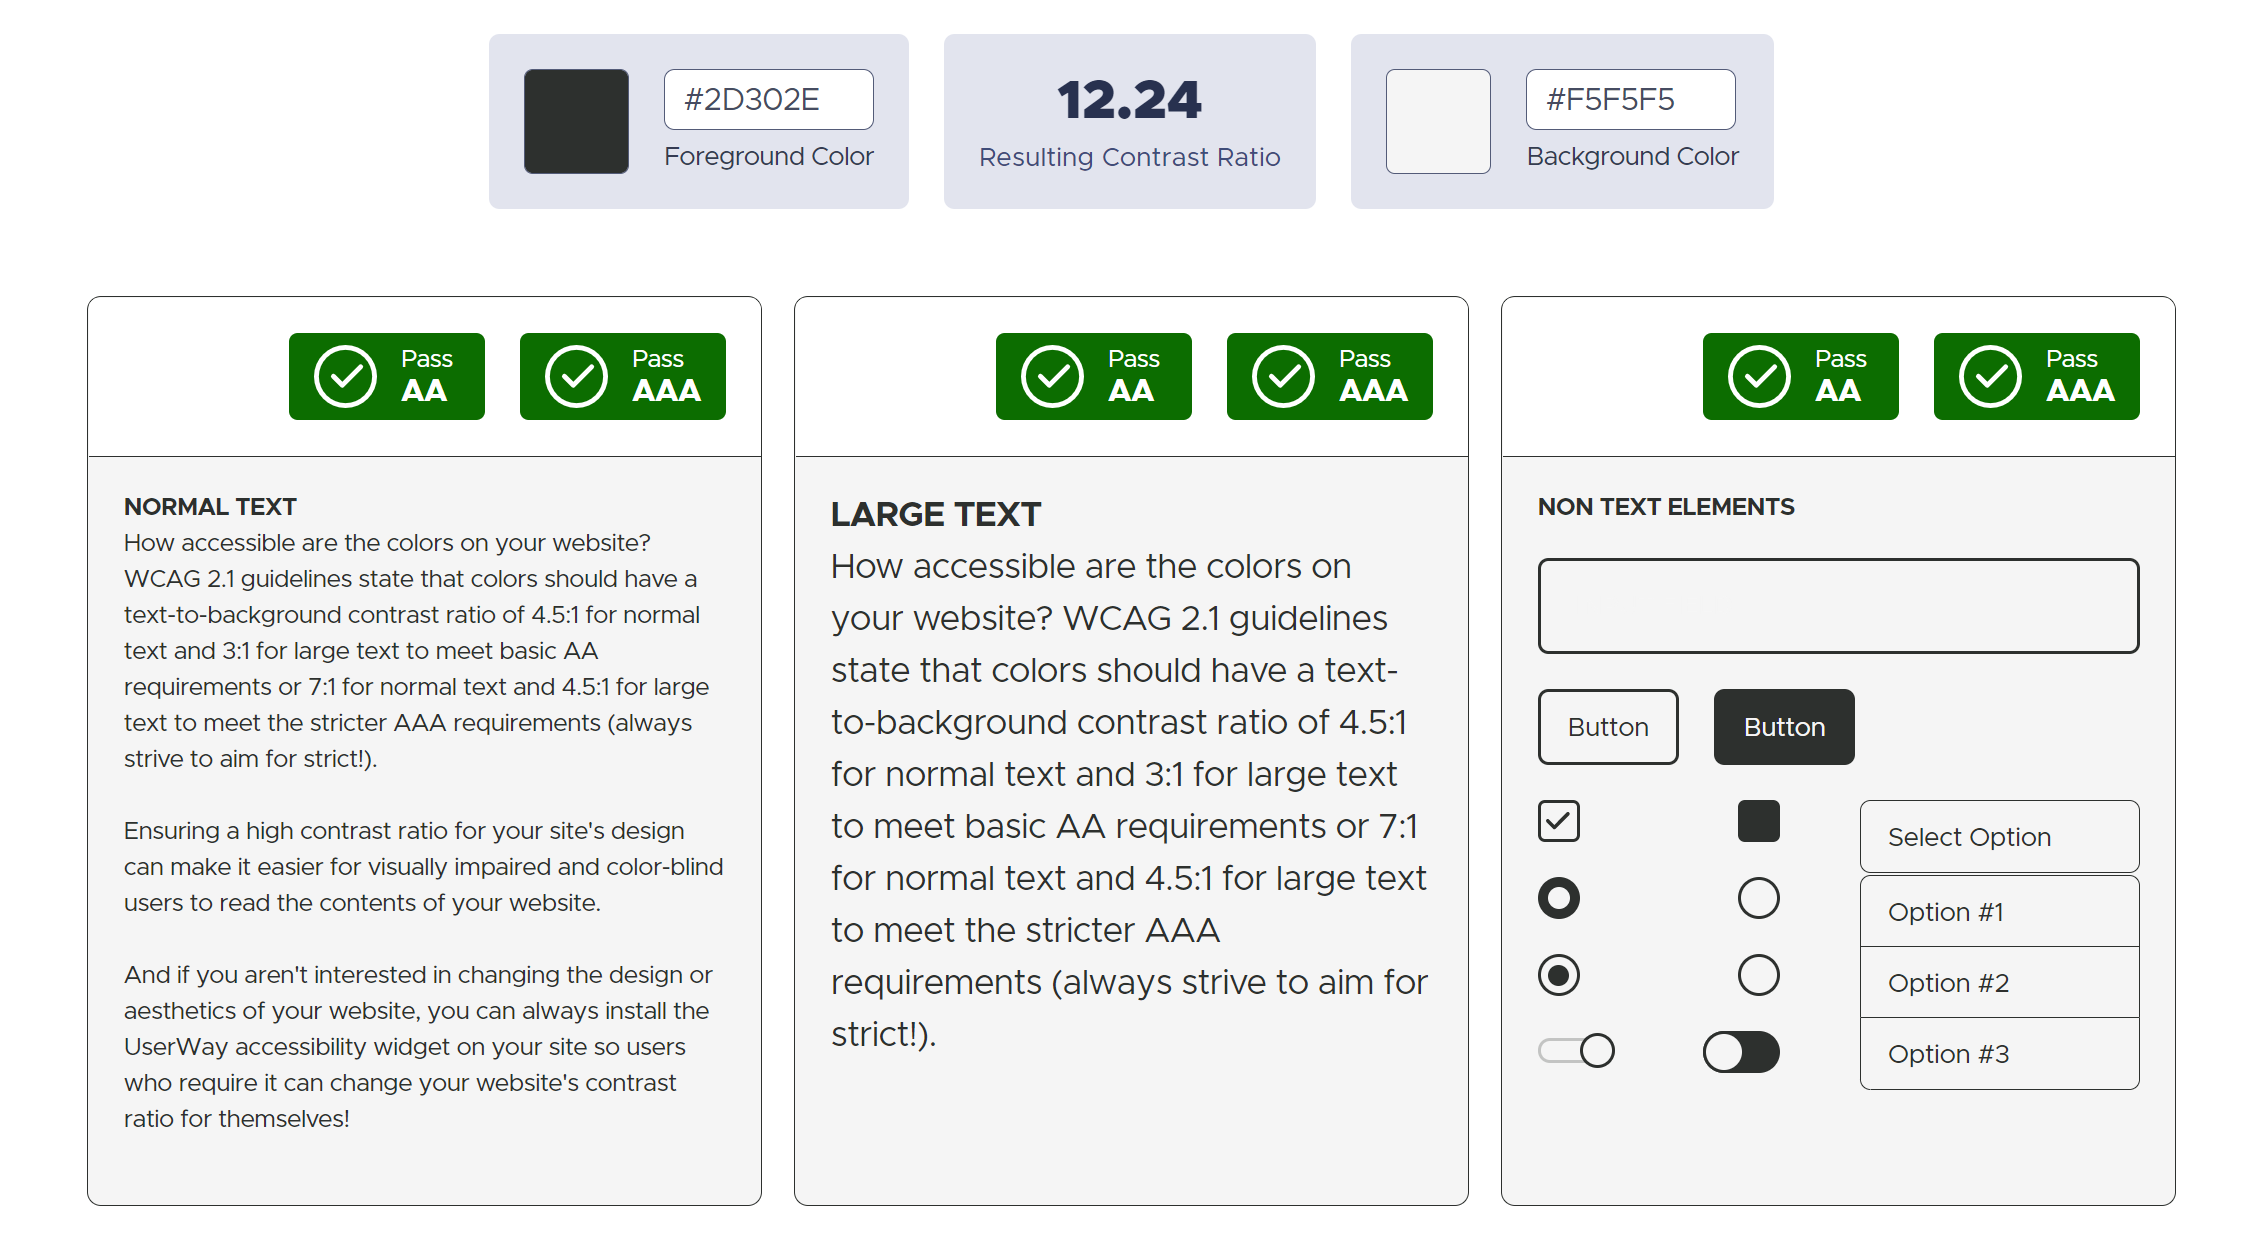 #2D302E
Foreground Color
12.24
Resulting Contrast Ratio
#F5F5F5
Background Color
Pass
AA
Pass
AAA
NORMAL TEXT
How accessible are the colors on your website?
WCAG 2.1 guidelines state that colors should have a
text-to-background contrast ratio of 4.5:1 for normal
text and 3:1 for large text to meet basic AA
requirements or 7:1 for normal text and 4.5:1 for large
text to meet the stricter AAA requirements (always
strive to aim for strict!).
Ensuring a high contrast ratio for your site's design
can make it easier for visually impaired and color-blind
users to read the contents of your website.
And if you aren't interested in changing the design or
aesthetics of your website, you can always install the
UserWay accessibility widget on your site so users
who require it can change your website's contrast
ratio for themselves!
Pass
AA
Pass
AAA
LARGE TEXT
How accessible are the colors on
your website? WCAG 2.1 guidelines
state that colors should have a text-
to-background contrast ratio of 4.5:1
for normal text and 3:1 for large text
to meet basic AA requirements or 7:1
for normal text and 4.5:1 for large text
to meet the stricter AAA
requirements (always strive to aim for
strict!).
Pass
AA
Pass
AAA
NON TEXT ELEMENTS
Button
Button
Select Option
Option #1
Option #2
Option #3